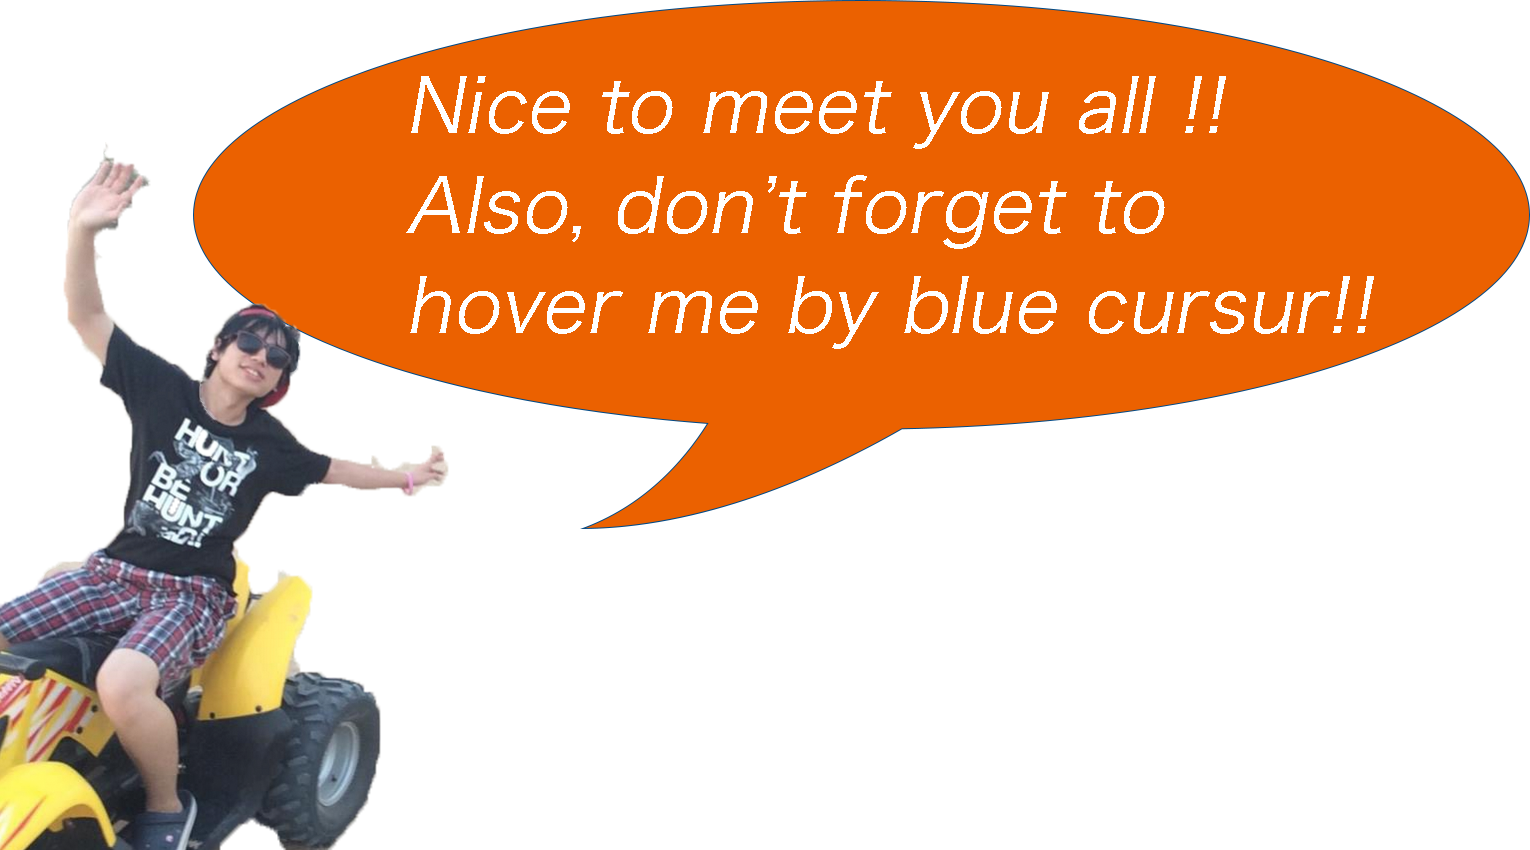 Nice to meet you all !!
Also, don’t forget to
hover me by blue cursur!!
HUNT
OR
BE
HUNT